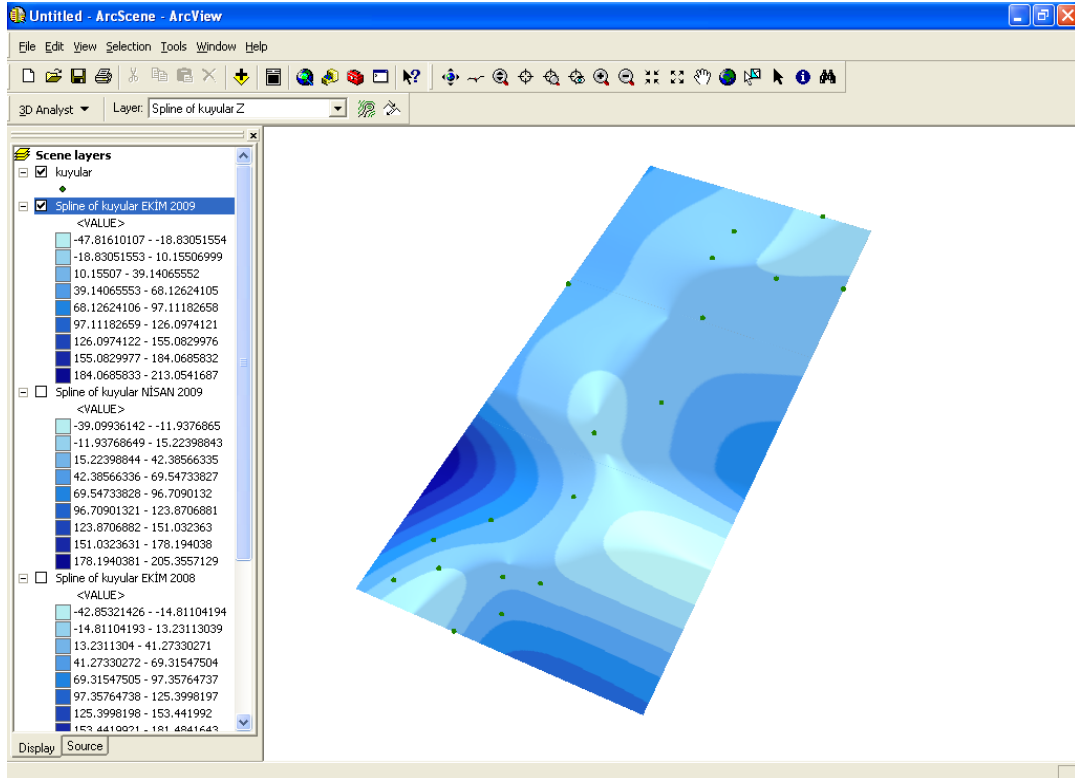 Untitled - ArcScene - ArcView
File Edit View Selection Tools Window Help
3D Analyst Layer: Spline of kuyular Z
Scene layers
kuyular
Spline of kuyular EKİM 2009
<VALUE>
-47.81610107 - -18.83051554
-18.83051553 - 10.15506999
10.15507 - 39.14065552
39.14065553 - 68.12624105
68.12624106 - 97.11182658
97.11182659 - 126.0974121
126.0974122 - 155.0829976
155.0829977 - 184.0685832
184.0685833 - 213.0541687
Spline of kuyular NİSAN 2009
<VALUE>
-39.09936142 - -11.9376865
-11.93768649 - 15.22398843
15.22398844 - 42.38566335
42.38566336 - 69.54733827
69.54733828 - 96.7090132
96.70901321 - 123.8706881
123.8706882 - 151.032363
151.0323631 - 178.194038
178.1940381 - 205.3557129
Spline of kuyular EKİM 2008
<VALUE>
-42.85321426 - -14.81104194
-14.81104193 - 13.23113039
13.2311304 - 41.27330271
41.27330272 - 69.31547504
69.31547505 - 97.35764737
97.35764738 - 125.3998197
125.3998198 - 153.441992
153.4419921 - 181.4841643
Display Source